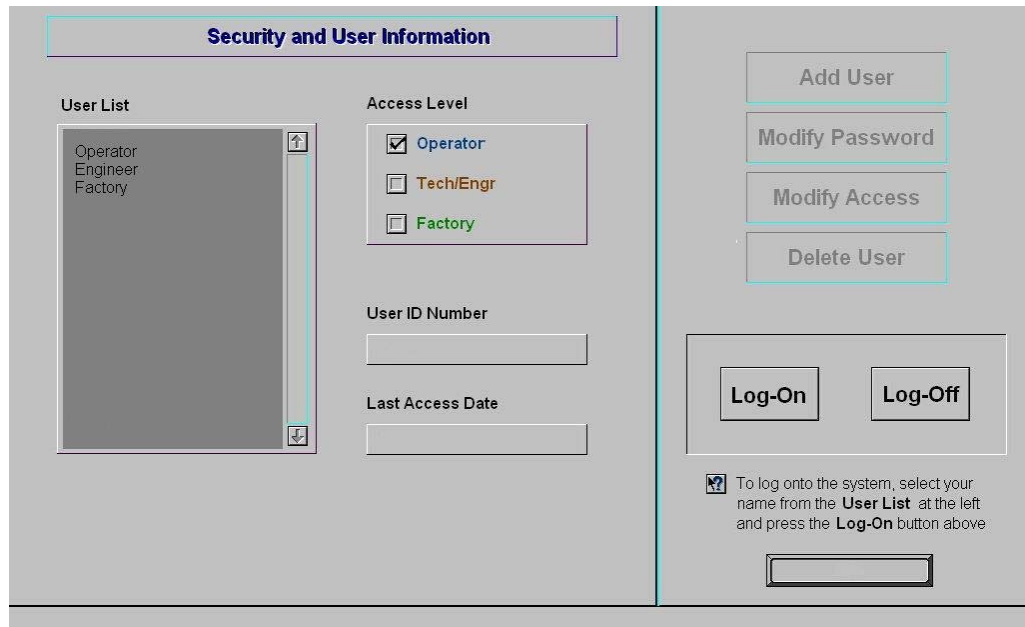 Security and User Information
User List
Operator
Engineer
Factory
Access Level
Operator
Tech/Engr
Factory
User ID Number
Last Access Date
Add User
Modify Password
Modify Access
Delete User
Log-On
Log-Off
To log onto the system, select your
name from the User List at the left
and press the Log-On button above